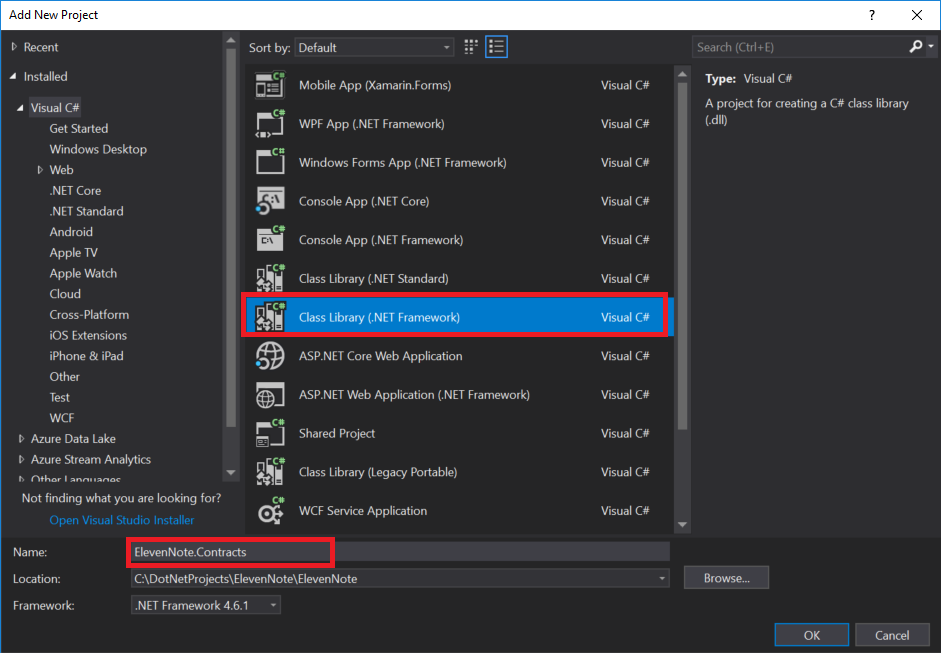 Add New Project
? 
Recent
Installed
Visual C#
Get Started
Windows Desktop
Web
.NET Core
.NET Standard
Android
Apple TV
Apple Watch
Cloud
Cross-Platform
iOS Extensions
iPhone & iPad
Other
Test
WCF
Azure Data Lake
Azure Stream Analytics
Other Languages
Not finding what you are looking for?
Open Visual Studio Installer
Sort by: Default
Mobile App (Xamarin.Forms) Visual C#
WPF App (.NET Framework) Visual C#
Windows Forms App (.NET Framework) Visual C#
Console App (.NET Core) Visual C#
Console App (.NET Framework) Visual C#
Class Library (.NET Standard) Visual C#
Class Library (.NET Framework) Visual C#
ASP.NET Core Web Application Visual C#
ASP.NET Web Application (.NET Framework) Visual C#
Shared Project Visual C#
Class Library (Legacy Portable) Visual C#
WCF Service Application Visual C#
Search (Ctrl+E)
Type: Visual C#
A project for creating a C# class library
(.dll)
Name: ElevenNote.Contracts
Location: C:\DotNetProjects\ElevenNote\ElevenNote
Browse...
Framework: .NET Framework 4.6.1
OK Cancel